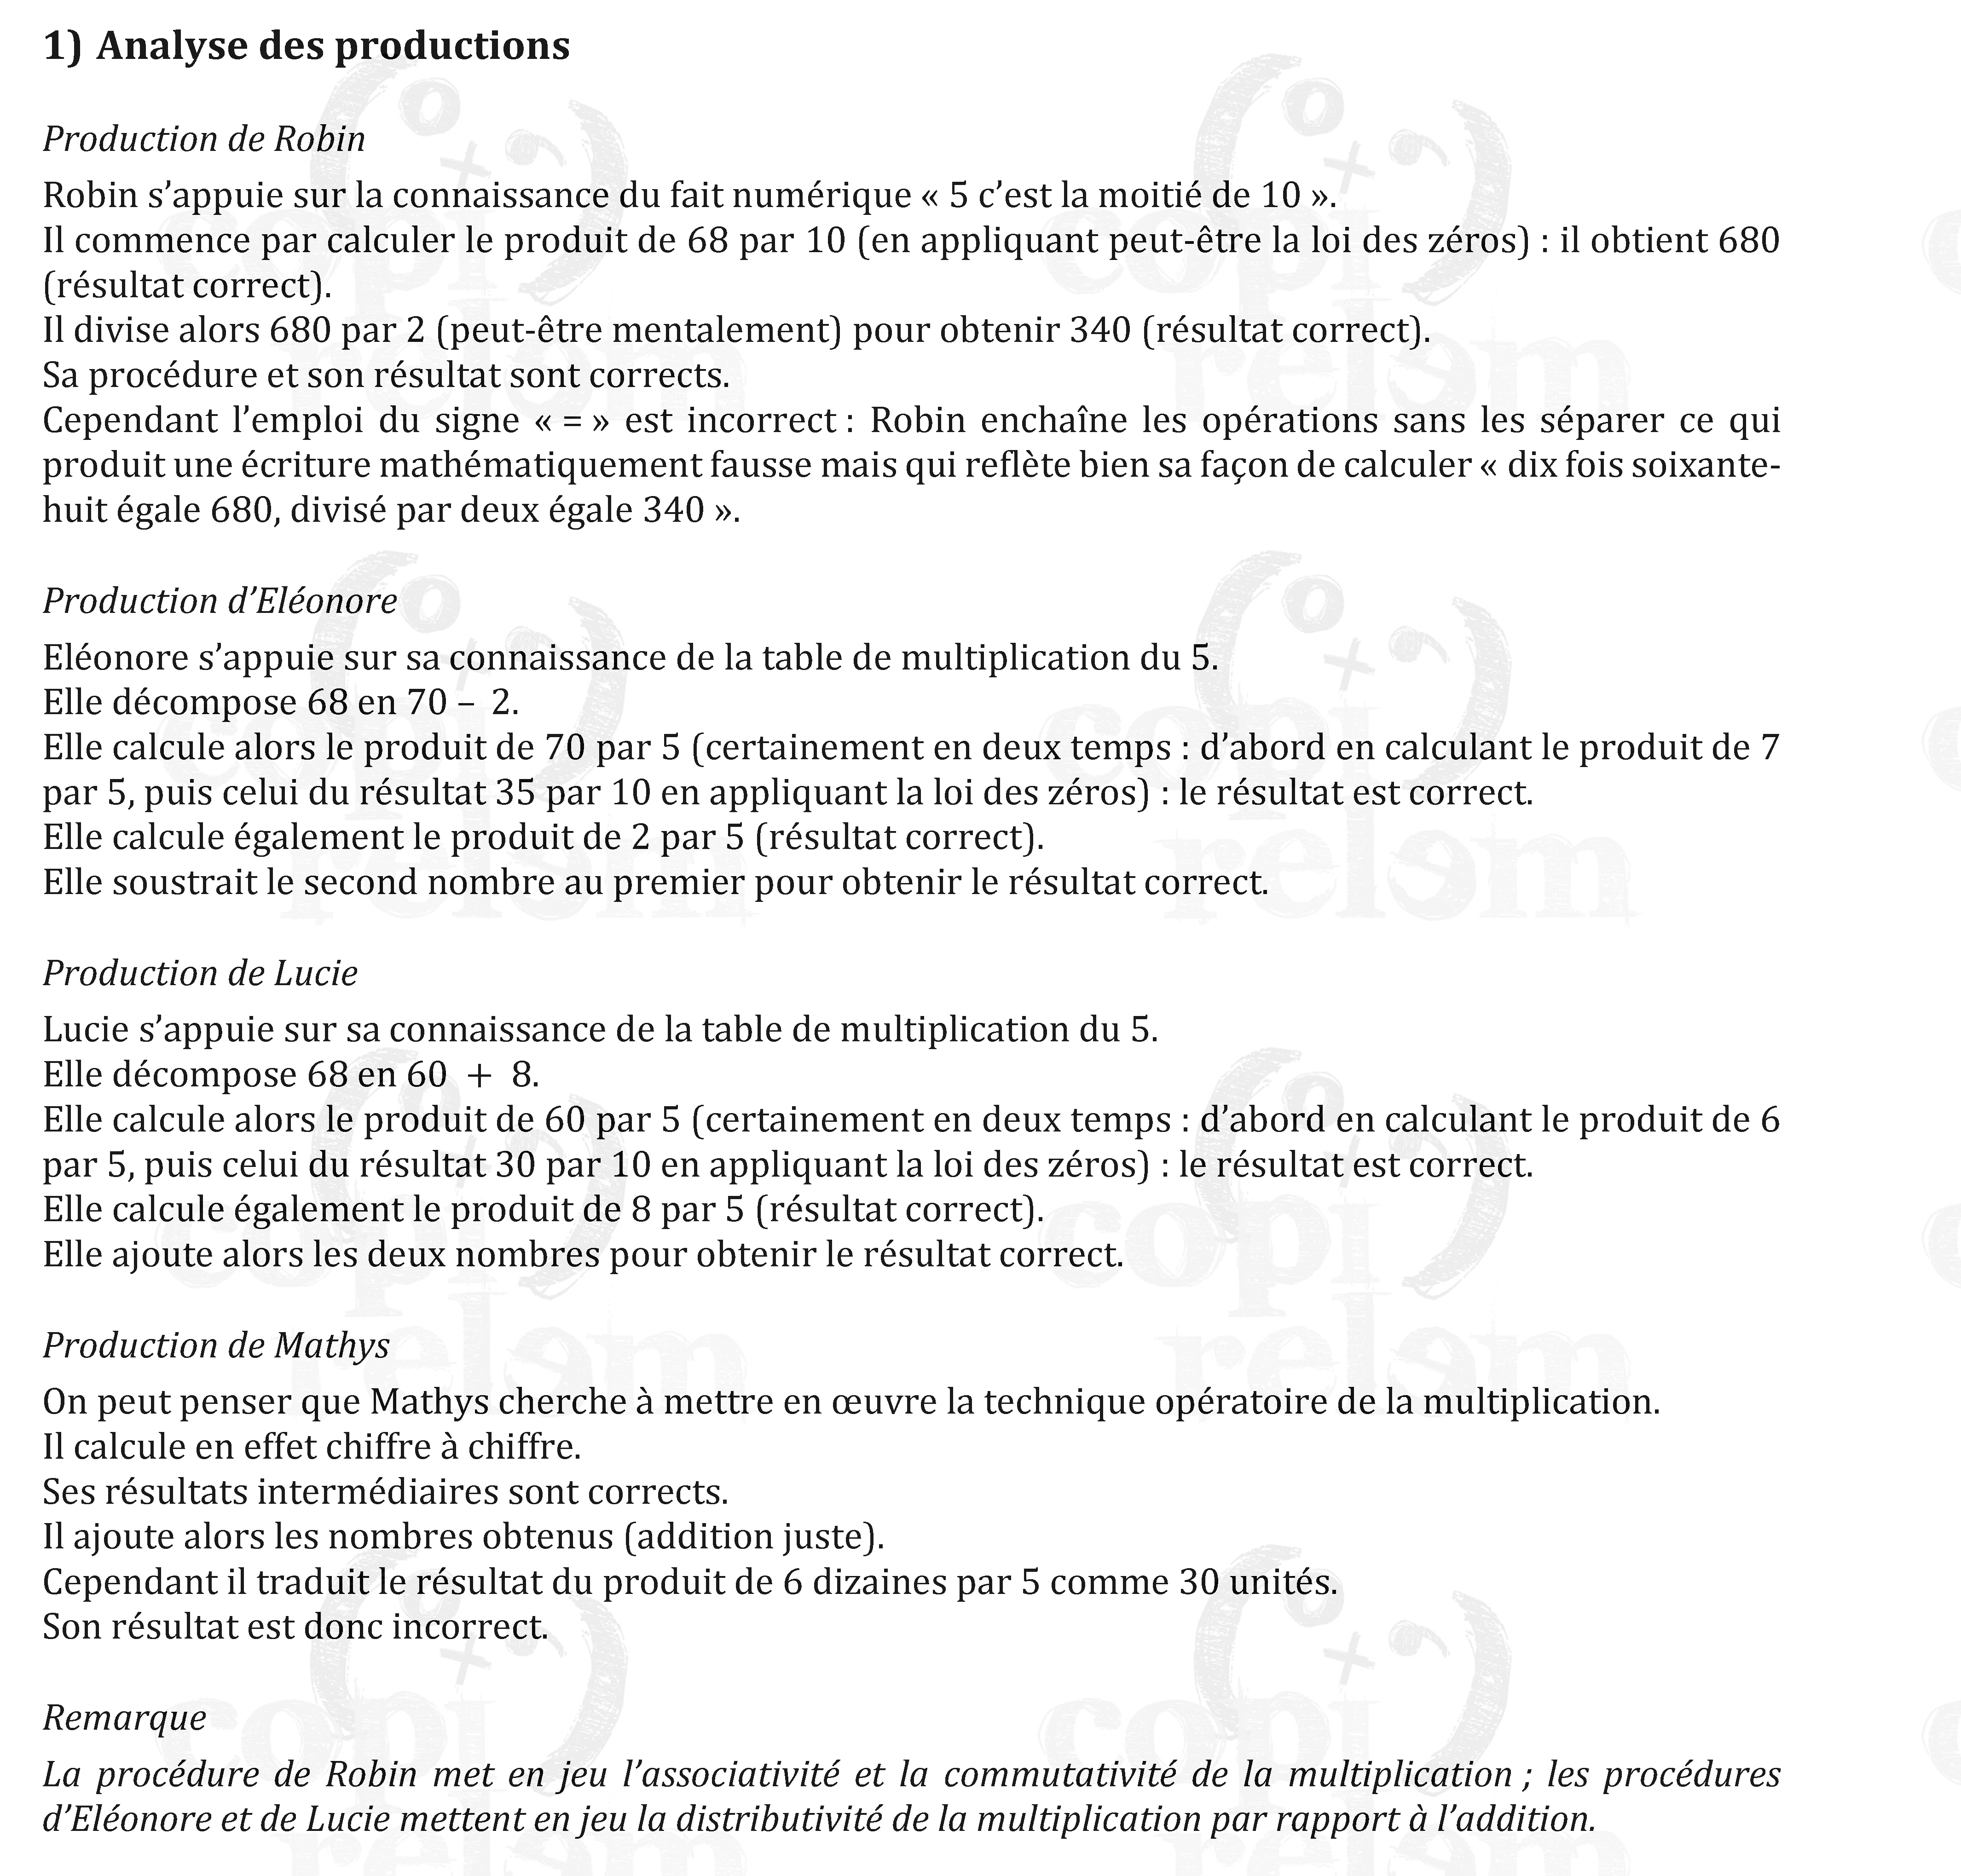 1) Analyse des productions
Production de Robin
Robin s’appuie sur la connaissance du fait numérique « 5 c’est la moitié de 10 ».
Il commence par calculer le produit de 68 par 10 (en appliquant peut-être la loi des zéros) : il obtient 680
(résultat correct).
Il divise alors 680 par 2 (peut-être mentalement) pour obtenir 340 (résultat correct).
Sa procédure et son résultat sont corrects.
Cependant l’emploi du signe « = » est incorrect : Robin enchaîne les opérations sans les séparer ce qui
produit une écriture mathématiquement fausse mais qui reflète bien sa façon de calculer « dix fois soixante-
huit égale 680, divisé par deux égale 340 ».
Production d’Eléonore
Eléonore s’appuie sur sa connaissance de la table de multiplication du 5.
Elle décompose 68 en 70 – 2.
Elle calcule alors le produit de 70 par 5 (certainement en deux temps : d’abord en calculant le produit de 7
par 5, puis celui du résultat 35 par 10 en appliquant la loi des zéros) : le résultat est correct.
Elle calcule également le produit de 2 par 5 (résultat correct).
Elle soustrait le second nombre au premier pour obtenir le résultat correct.
Production de Lucie
Lucie s’appuie sur sa connaissance de la table de multiplication du 5.
Elle décompose 68 en 60 + 8.
Elle calcule alors le produit de 60 par 5 (certainement en deux temps : d’abord en calculant le produit de 6
par 5, puis celui du résultat 30 par 10 en appliquant la loi des zéros) : le résultat est correct.
Elle calcule également le produit de 8 par 5 (résultat correct).
Elle ajoute alors les deux nombres pour obtenir le résultat correct.
Production de Mathys
On peut penser que Mathys cherche à mettre en œuvre la technique opératoire de la multiplication.
Il calcule en effet chiffre à chiffre.
Ses résultats intermédiaires sont corrects.
Il ajoute alors les nombres obtenus (addition juste).
Cependant il traduit le résultat du produit de 6 dizaines par 5 comme 30 unités.
Son résultat est donc incorrect.
Remarque
La procédure de Robin met en jeu l’associativité et la commutativité de la multiplication ; les procédures
d’Eléonore et de Lucie mettent en jeu la distributivité de la multiplication par rapport à l’addition.